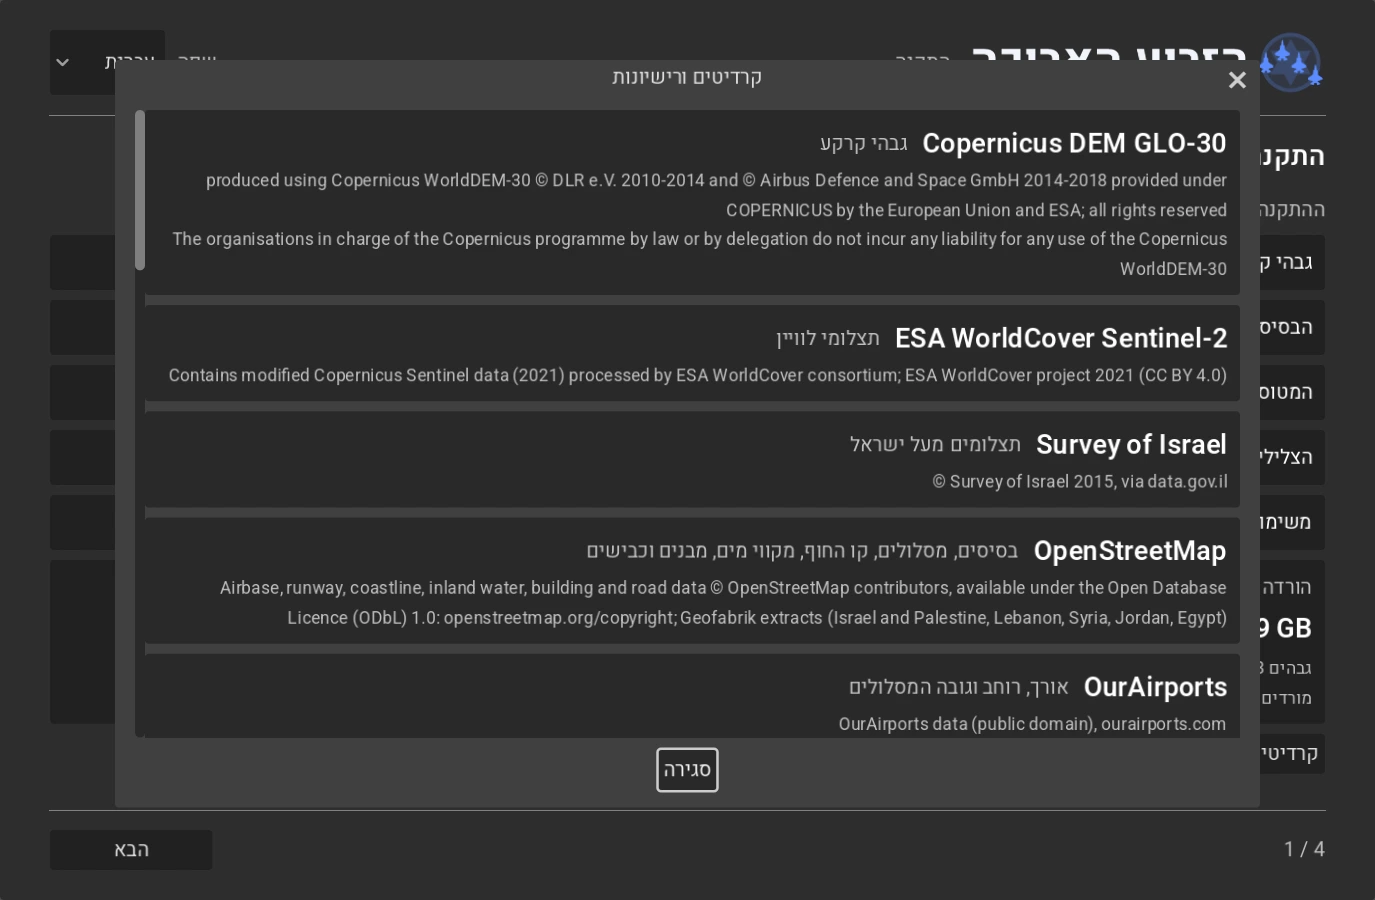 שפה
עברית
קרדיטים ורישיונות
Copernicus DEM GLO-30 גבהי קרקע
produced using Copernicus WorldDEM-30 © DLR e.V. 2010-2014 and © Airbus Defence and Space GmbH 2014-2018 provided under
COPERNICUS by the European Union and ESA; all rights reserved
The organisations in charge of the Copernicus programme by law or by delegation do not incur any liability for any use of the Copernicus
WorldDEM-30
ESA WorldCover Sentinel-2 תצלומי לוויין
Contains modified Copernicus Sentinel data (2021) processed by ESA WorldCover consortium; ESA WorldCover project 2021 (CC BY 4.0)
Survey of Israel תצלומים מעל ישראל
© Survey of Israel 2015, via data.gov.il
OpenStreetMap בסיסים, מסלולים, קו החוף, מקווי מים, מבנים וכבישים
Airbase, runway, coastline, inland water, building and road data © OpenStreetMap contributors, available under the Open Database
Licence (ODbL) 1.0: openstreetmap.org/copyright; Geofabrik extracts (Israel and Palestine, Lebanon, Syria, Jordan, Egypt)
OurAirports אורך, רוחב וגובה המסלולים
OurAirports data (public domain), ourairports.com
סגירה
גבהי
הורדה
9 GB
גבהים
מורדים
הבא
1 / 4